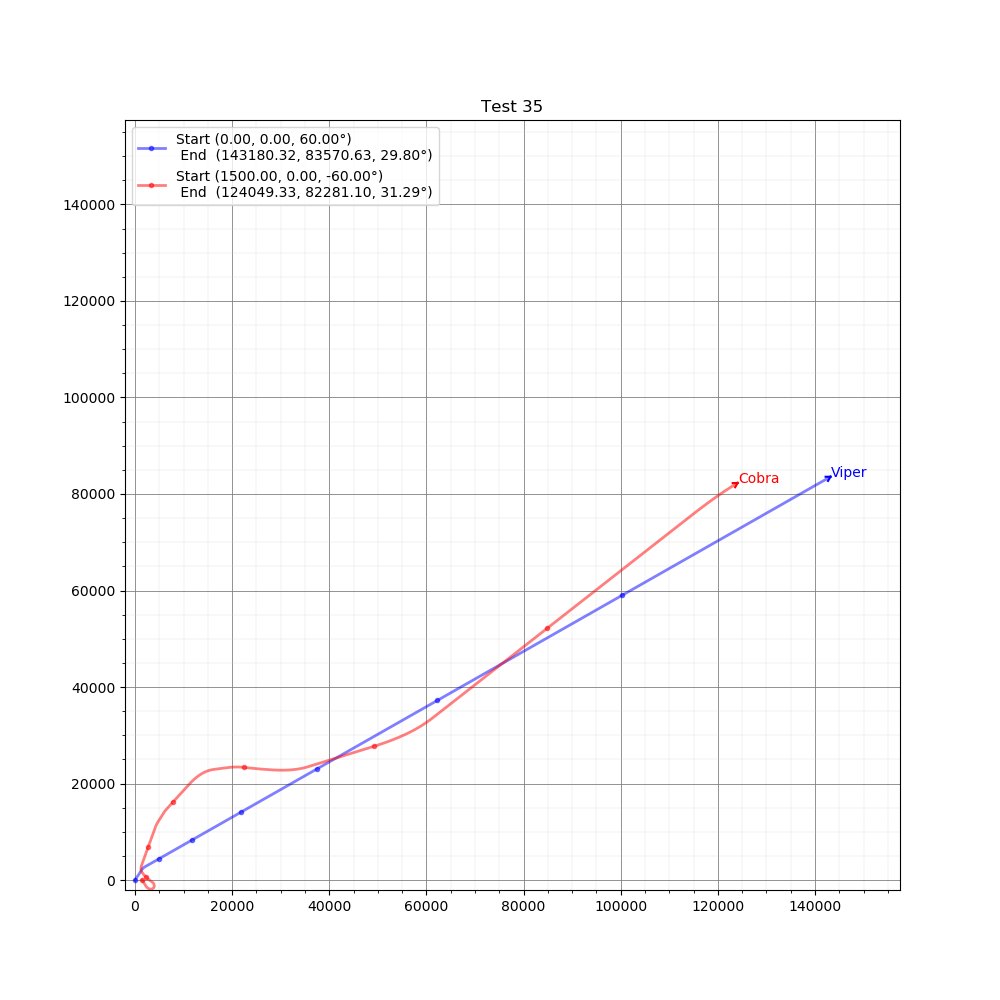 Test 35
Start (0.00, 0.00, 60.00°)
End  (143180.32, 83570.63, 29.80°)
Start (1500.00, 0.00, -60.00°)
End  (124049.33, 82281.10, 31.29°)
140000
120000
100000
80000
60000
40000
20000
0
Cobra
Viper
0 20000 40000 60000 80000 100000 120000 140000